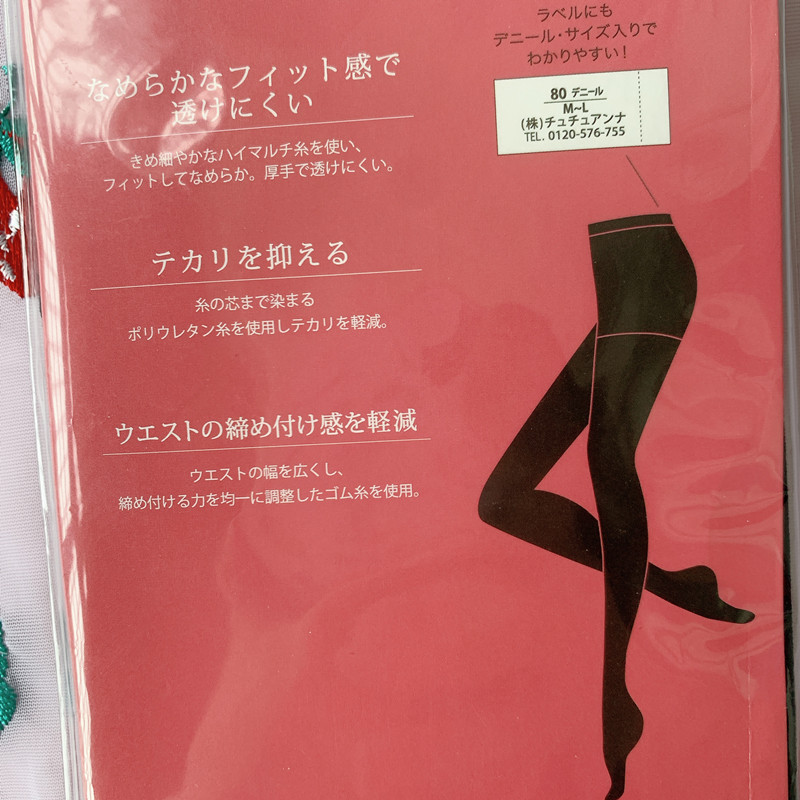 ラベルにも
デニール・サイズ入りで
わかりやすい!
80 デニール
M~L
(株)チュチュアンナ
TEL. 0120-576-755
なめらかなフィット感で
透けにくい
きめ細やかなハイマルチ糸を使い、
フィットしてなめらか。厚手で透けにくい。
テカリを抑える
糸の芯まで染まる
ポリウレタン糸を使用しテカリを軽減。
ウエストの締め付け感を軽減
ウエストの幅を広くし、
締め付ける力を均一に調整したゴム糸を使用。